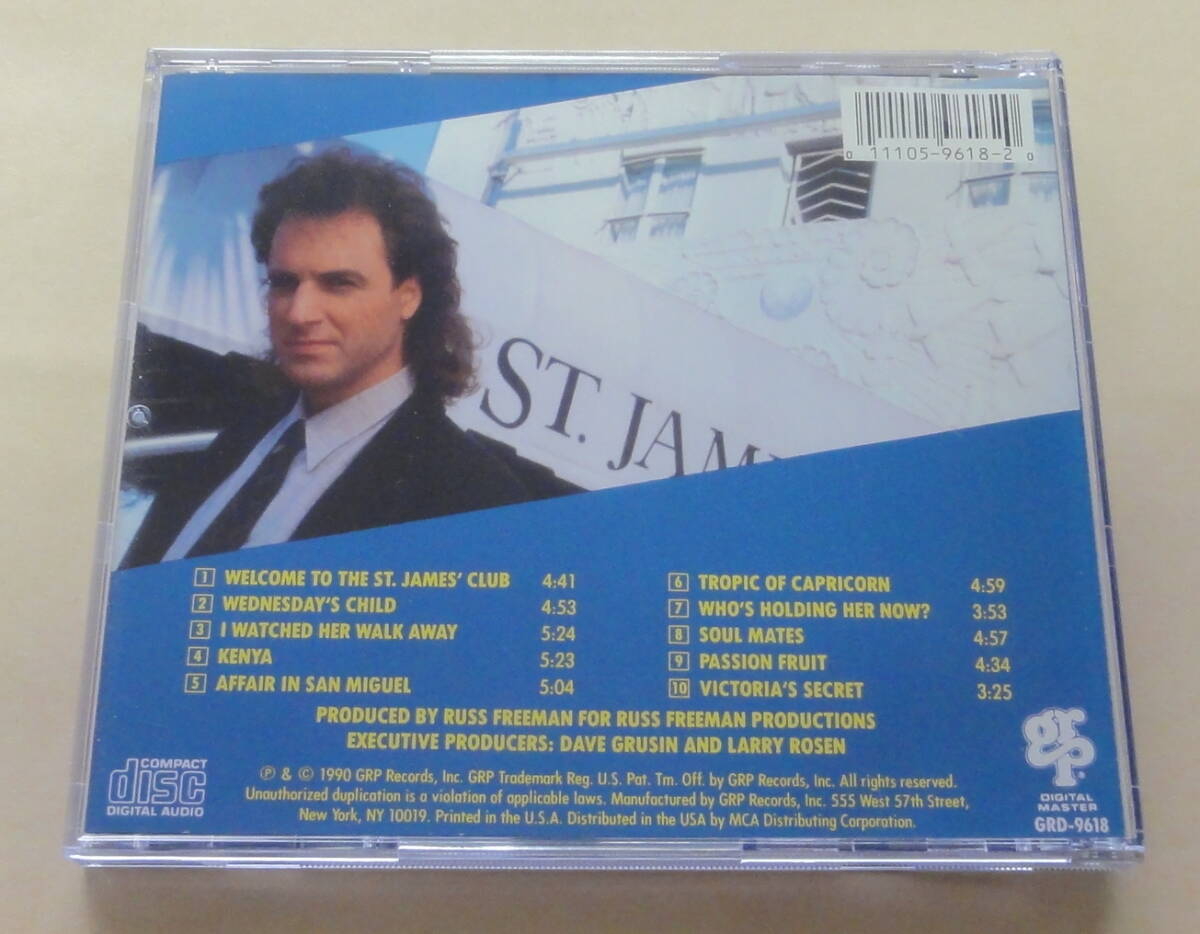 0 11105-9618-2 0
ST. JAM
1 WELCOME TO THE ST. JAMES' CLUB 4:41
2 WEDNESDAY'S CHILD 4:53
3 I WATCHED HER WALK AWAY 5:24
4 KENYA 5:23
5 AFFAIR IN SAN MIGUEL 5:04
6 TROPIC OF CAPRICORN 4:59
7 WHO'S HOLDING HER NOW? 3:53
8 SOUL MATES 4:57
9 PASSION FRUIT 4:34
10 VICTORIA'S SECRET 3:25
PRODUCED BY RUSS FREEMAN FOR RUSS FREEMAN PRODUCTIONS
EXECUTIVE PRODUCERS: DAVE GRUSIN AND LARRY ROSEN
COMPACT
disc
DIGITAL AUDIO
℗ & © 1990 GRP Records, Inc. GRP Trademark Reg. U.S. Pat. Tm. Off. by GRP Records, Inc. All rights reserved.
Unauthorized duplication is a violation of applicable laws. Manufactured by GRP Records, Inc. 555 West 57th Street,
New York, NY 10019. Printed in the U.S.A. Distributed in the USA by MCA Distributing Corporation.
grp
DIGITAL
MASTER
GRD-9618